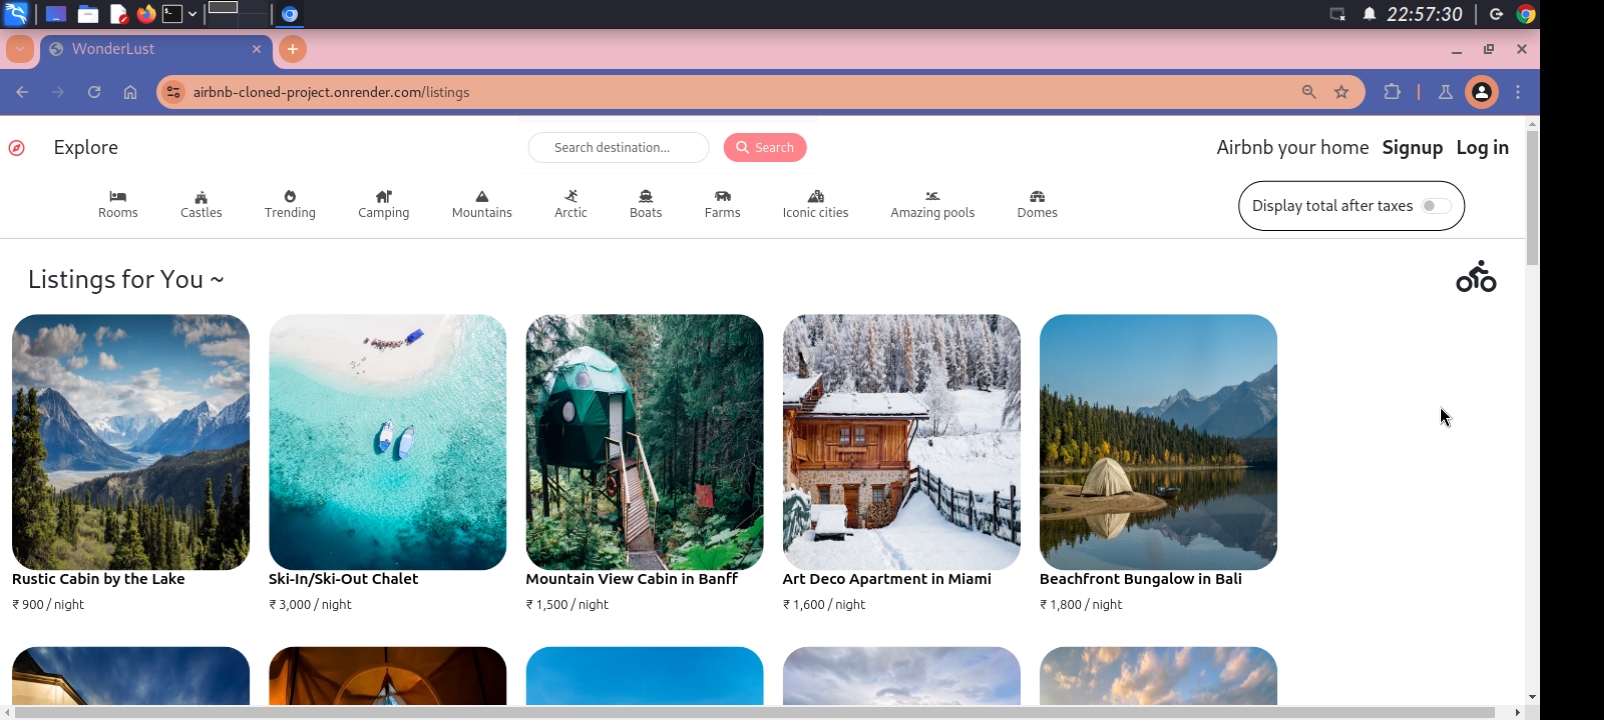 22:57:30
WonderLust
airbnb-cloned-project.onrender.com/listings
Explore
Search destination...
Search
Airbnb your home Signup Log in
Rooms Castles Trending Camping Mountains Arctic Boats Farms Iconic cities Amazing pools Domes
Display total after taxes
Listings for You ~
Rustic Cabin by the Lake
₹ 900 / night
Ski-In/Ski-Out Chalet
₹ 3,000 / night
Mountain View Cabin in Banff
₹ 1,500 / night
Art Deco Apartment in Miami
₹ 1,600 / night
Beachfront Bungalow in Bali
₹ 1,800 / night